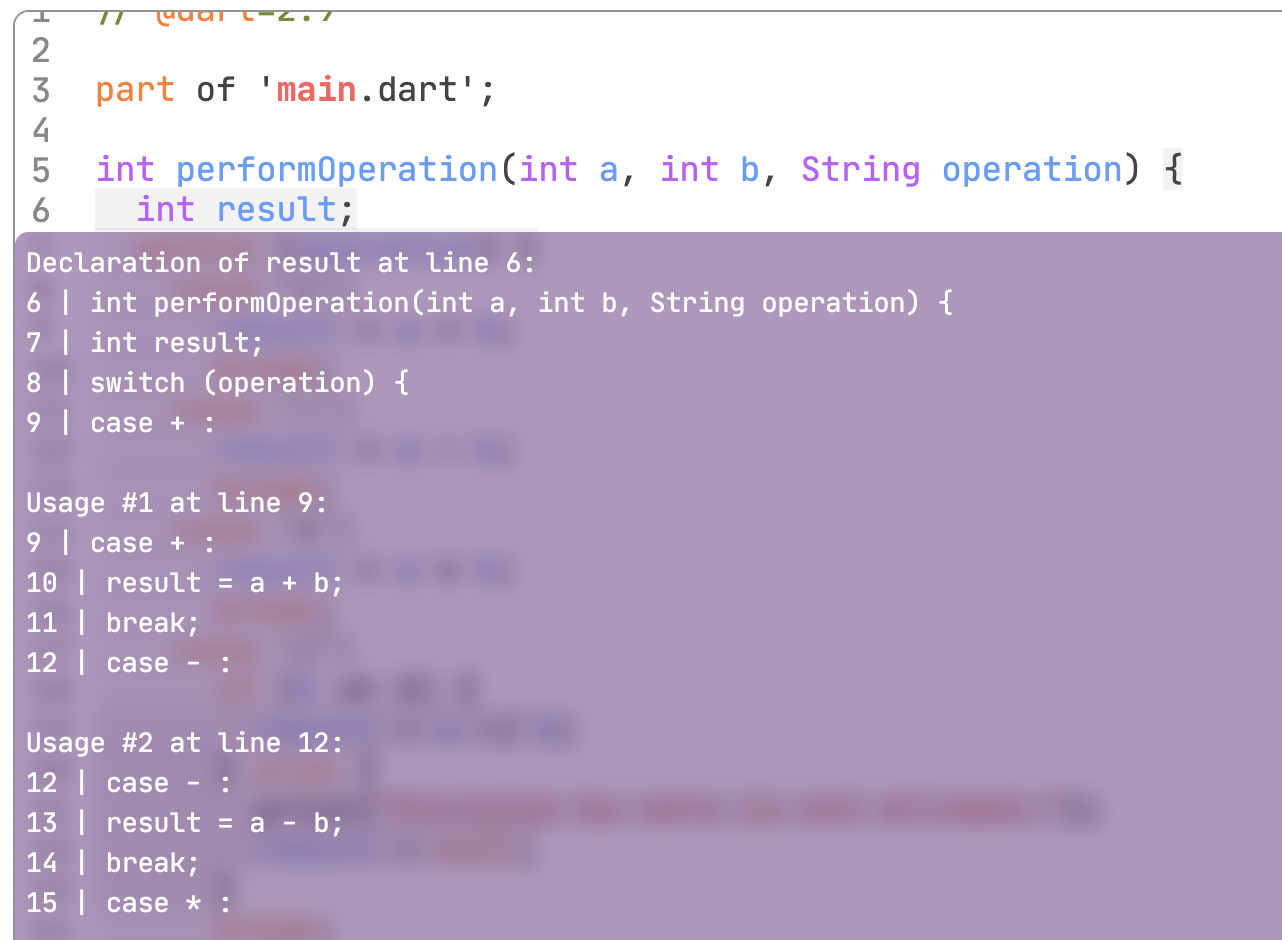 1 // @dart=2.9
2
3 part of 'main.dart';
4
5 int performOperation(int a, int b, String operation) {
6 int result;
Declaration of result at line 6:
6 | int performOperation(int a, int b, String operation) {
7 | int result;
8 | switch (operation) {
9 | case + :
Usage #1 at line 9:
9 | case + :
10 | result = a + b;
11 | break;
12 | case - :
Usage #2 at line 12:
12 | case - :
13 | result = a - b;
14 | break;
15 | case * :